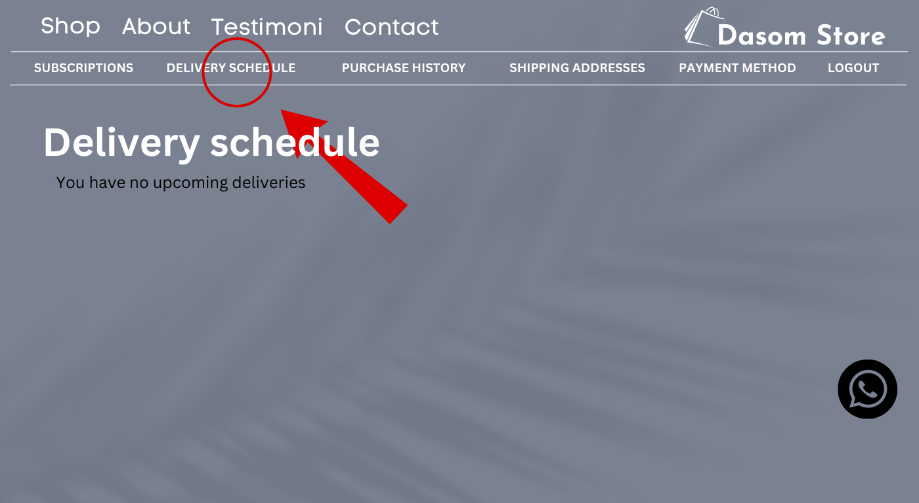 Shop About Testimoni Contact
Dasom Store
SUBSCRIPTIONS DELIVERY SCHEDULE PURCHASE HISTORY SHIPPING ADDRESSES PAYMENT METHOD LOGOUT
Delivery schedule
You have no upcoming deliveries